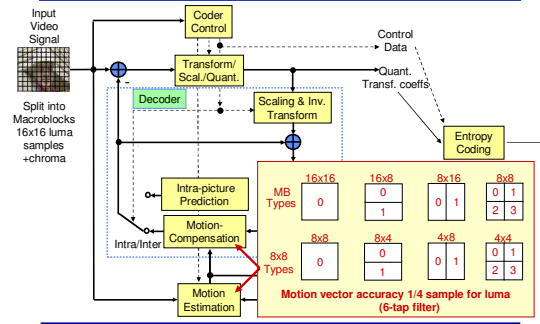 Input
Video
Signal
Split into
Macroblocks
16x16 luma
samples
+chroma
Coder
Control
Control
Data
Transform/
Scal./Quant.
-
Quant.
Transf. coeffs
Decoder
Scaling & Inv.
Transform
Entropy
Coding
Intra-picture
Prediction
Motion-
Compensation
Intra/Inter
Motion
Estimation
MB
Types
16x16
0
16x8
0
1
8x16
0 1
8x8
0 1
2 3
8x8
Types
8x8
0
8x4
0
1
4x8
0 1
4x4
0 1
2 3
Motion vector accuracy 1/4 sample for luma
(6-tap filter)